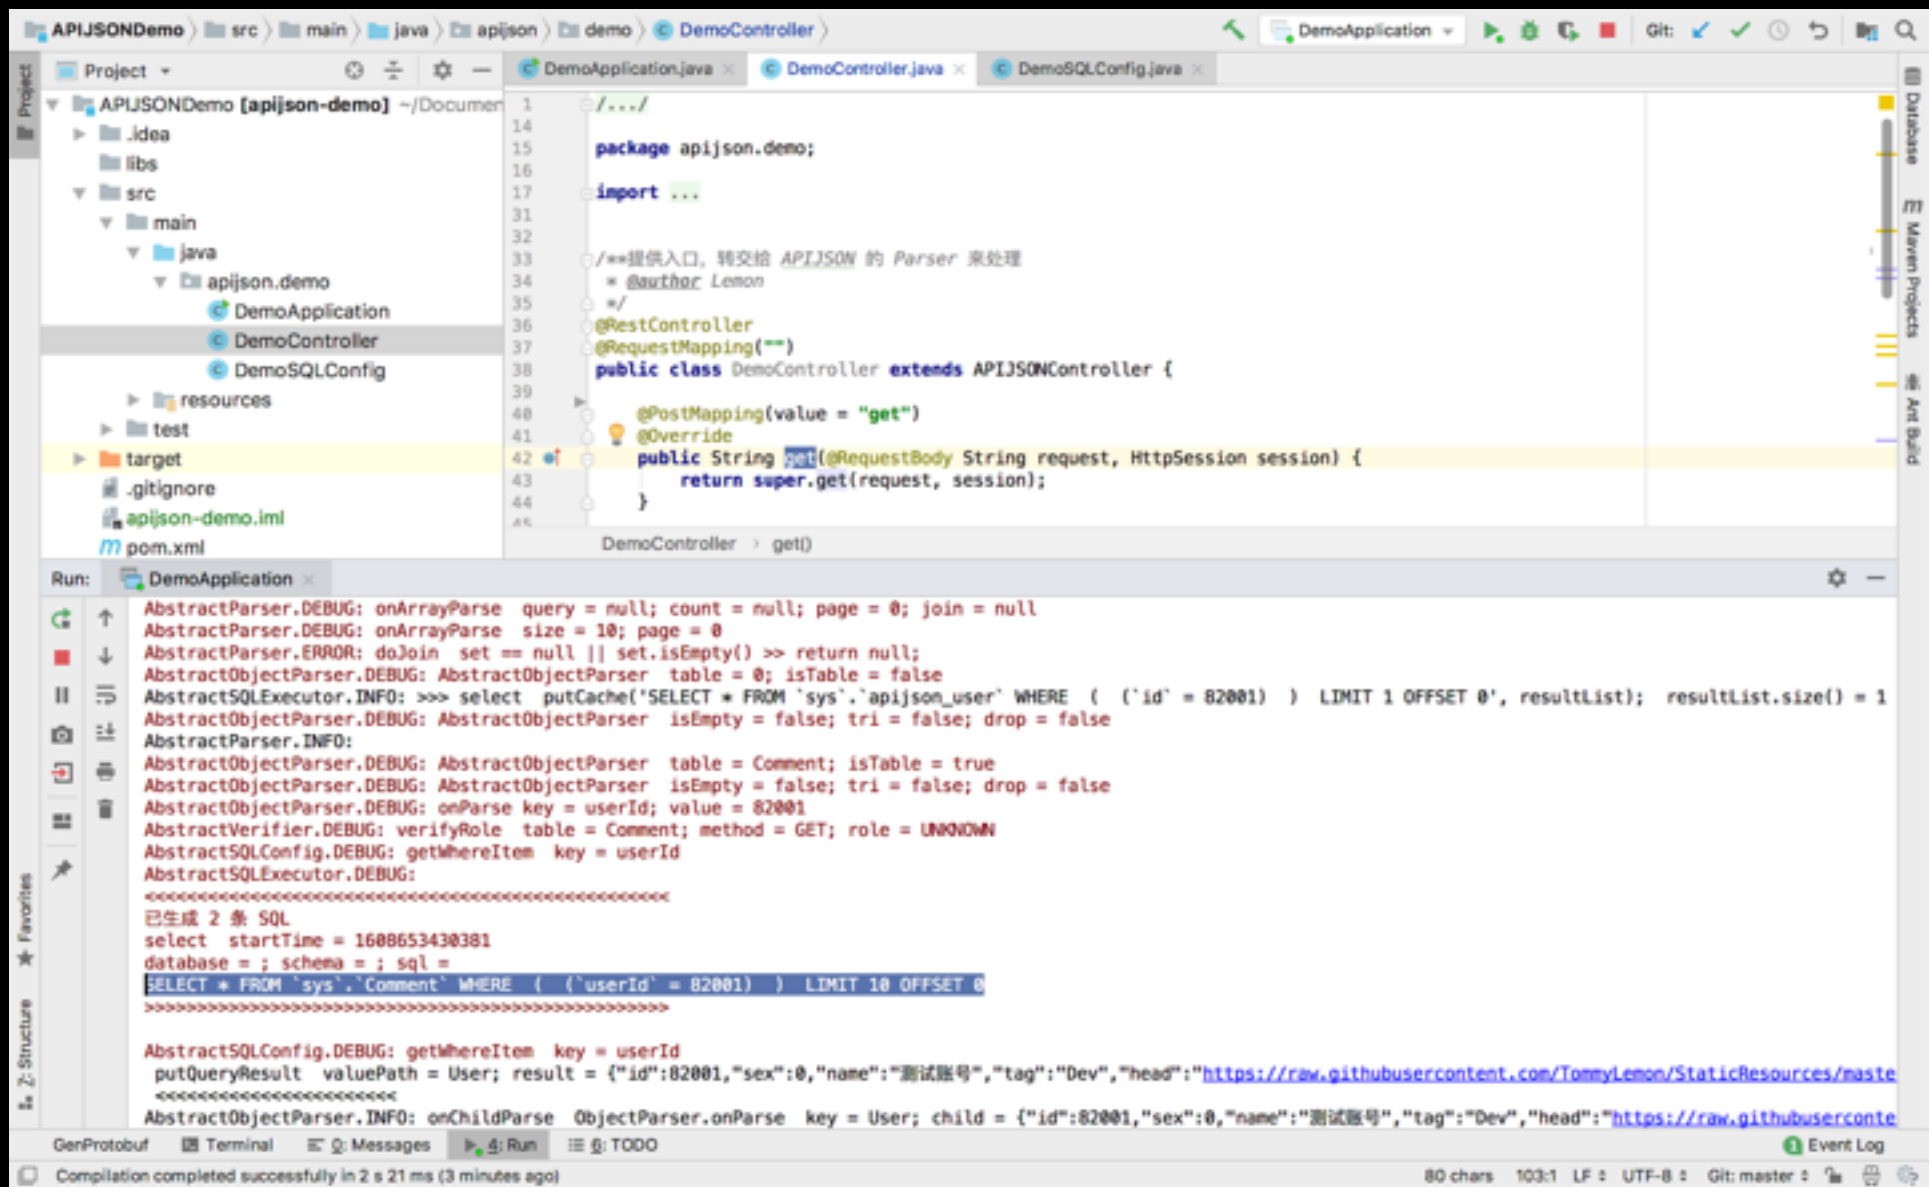 APIJSONDemo src main java apijson demo DemoController
DemoApplication Git:
Project
DemoApplication.java DemoController.java DemoSQLConfig.java
APIJSONDemo [apijson-demo] ~/Documen
.idea
libs
src
main
java
apijson.demo
DemoApplication
DemoController
DemoSQLConfig
resources
test
target
.gitignore
apijson-demo.iml
pom.xml
1 /.../
14
15 package apijson.demo;
16
17 import ...
31
32
33 /**提供入口，转交给 APIJSON 的 Parser 来处理
34 * @author Lemon
35 */
36 @RestController
37 @RequestMapping("")
38 public class DemoController extends APIJSONController {
39
40 @PostMapping(value = "get")
41 @Override
42 public String get(@RequestBody String request, HttpSession session) {
43 return super.get(request, session);
44 }
45
DemoController › get()
Project
Favorites
Z: Structure
Database
Maven Projects
Ant Build
Run: DemoApplication
AbstractParser.DEBUG: onArrayParse query = null; count = null; page = 0; join = null
AbstractParser.DEBUG: onArrayParse size = 10; page = 0
AbstractParser.ERROR: doJoin set == null || set.isEmpty() >> return null;
AbstractObjectParser.DEBUG: AbstractObjectParser table = 0; isTable = false
AbstractSQLExecutor.INFO: >>> select putCache('SELECT * FROM `sys`.`apijson_user` WHERE ( (`id` = 82001) ) LIMIT 1 OFFSET 0', resultList); resultList.size() = 1
AbstractObjectParser.DEBUG: AbstractObjectParser isEmpty = false; tri = false; drop = false
AbstractParser.INFO:
AbstractObjectParser.DEBUG: AbstractObjectParser table = Comment; isTable = true
AbstractObjectParser.DEBUG: AbstractObjectParser isEmpty = false; tri = false; drop = false
AbstractObjectParser.DEBUG: onParse key = userId; value = 82001
AbstractVerifier.DEBUG: verifyRole table = Comment; method = GET; role = UNKNOWN
AbstractSQLConfig.DEBUG: getWhereItem key = userId
AbstractSQLExecutor.DEBUG:
<<<<<<<<<<<<<<<<<<<<<<<<<<<<<<<<<<<<<<<<<<<<<<<<<<
已生成 2 条 SQL
select startTime = 1608653430381
database = ; schema = ; sql =
SELECT * FROM `sys`.`Comment` WHERE ( (`userId` = 82001) ) LIMIT 10 OFFSET 0
>>>>>>>>>>>>>>>>>>>>>>>>>>>>>>>>>>>>>>>>>>>>>>>>>>
AbstractSQLConfig.DEBUG: getWhereItem key = userId
putQueryResult valuePath = User; result = {"id":82001,"sex":0,"name":"测试账号","tag":"Dev","head":"https://raw.githubusercontent.com/TommyLemon/StaticResources/maste
<<<<<<<<<<<<<<<<<<<<<<<
AbstractObjectParser.INFO: onChildParse ObjectParser.onParse key = User; child = {"id":82001,"sex":0,"name":"测试账号","tag":"Dev","head":"https://raw.githubuserconte
GenProtobuf Terminal 0: Messages 4: Run 6: TODO 1 Event Log
Compilation completed successfully in 2 s 21 ms (3 minutes ago) 80 chars 103:1 LF UTF-8 Git: master